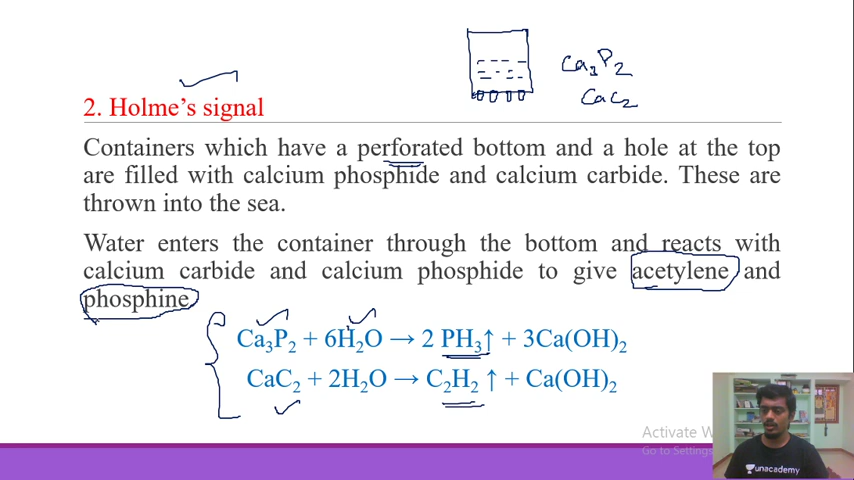 Ca₃P₂
CaC₂
2. Holme's signal
Containers which have a perforated bottom and a hole at the top
are filled with calcium phosphide and calcium carbide. These are
thrown into the sea.
Water enters the container through the bottom and reacts with
calcium carbide and calcium phosphide to give acetylene and
phosphine.
Ca₃P₂ + 6H₂O → 2 PH₃↑ + 3Ca(OH)₂
CaC₂ + 2H₂O → C₂H₂ ↑ + Ca(OH)₂
Activate W
Go to Settings
unacademy